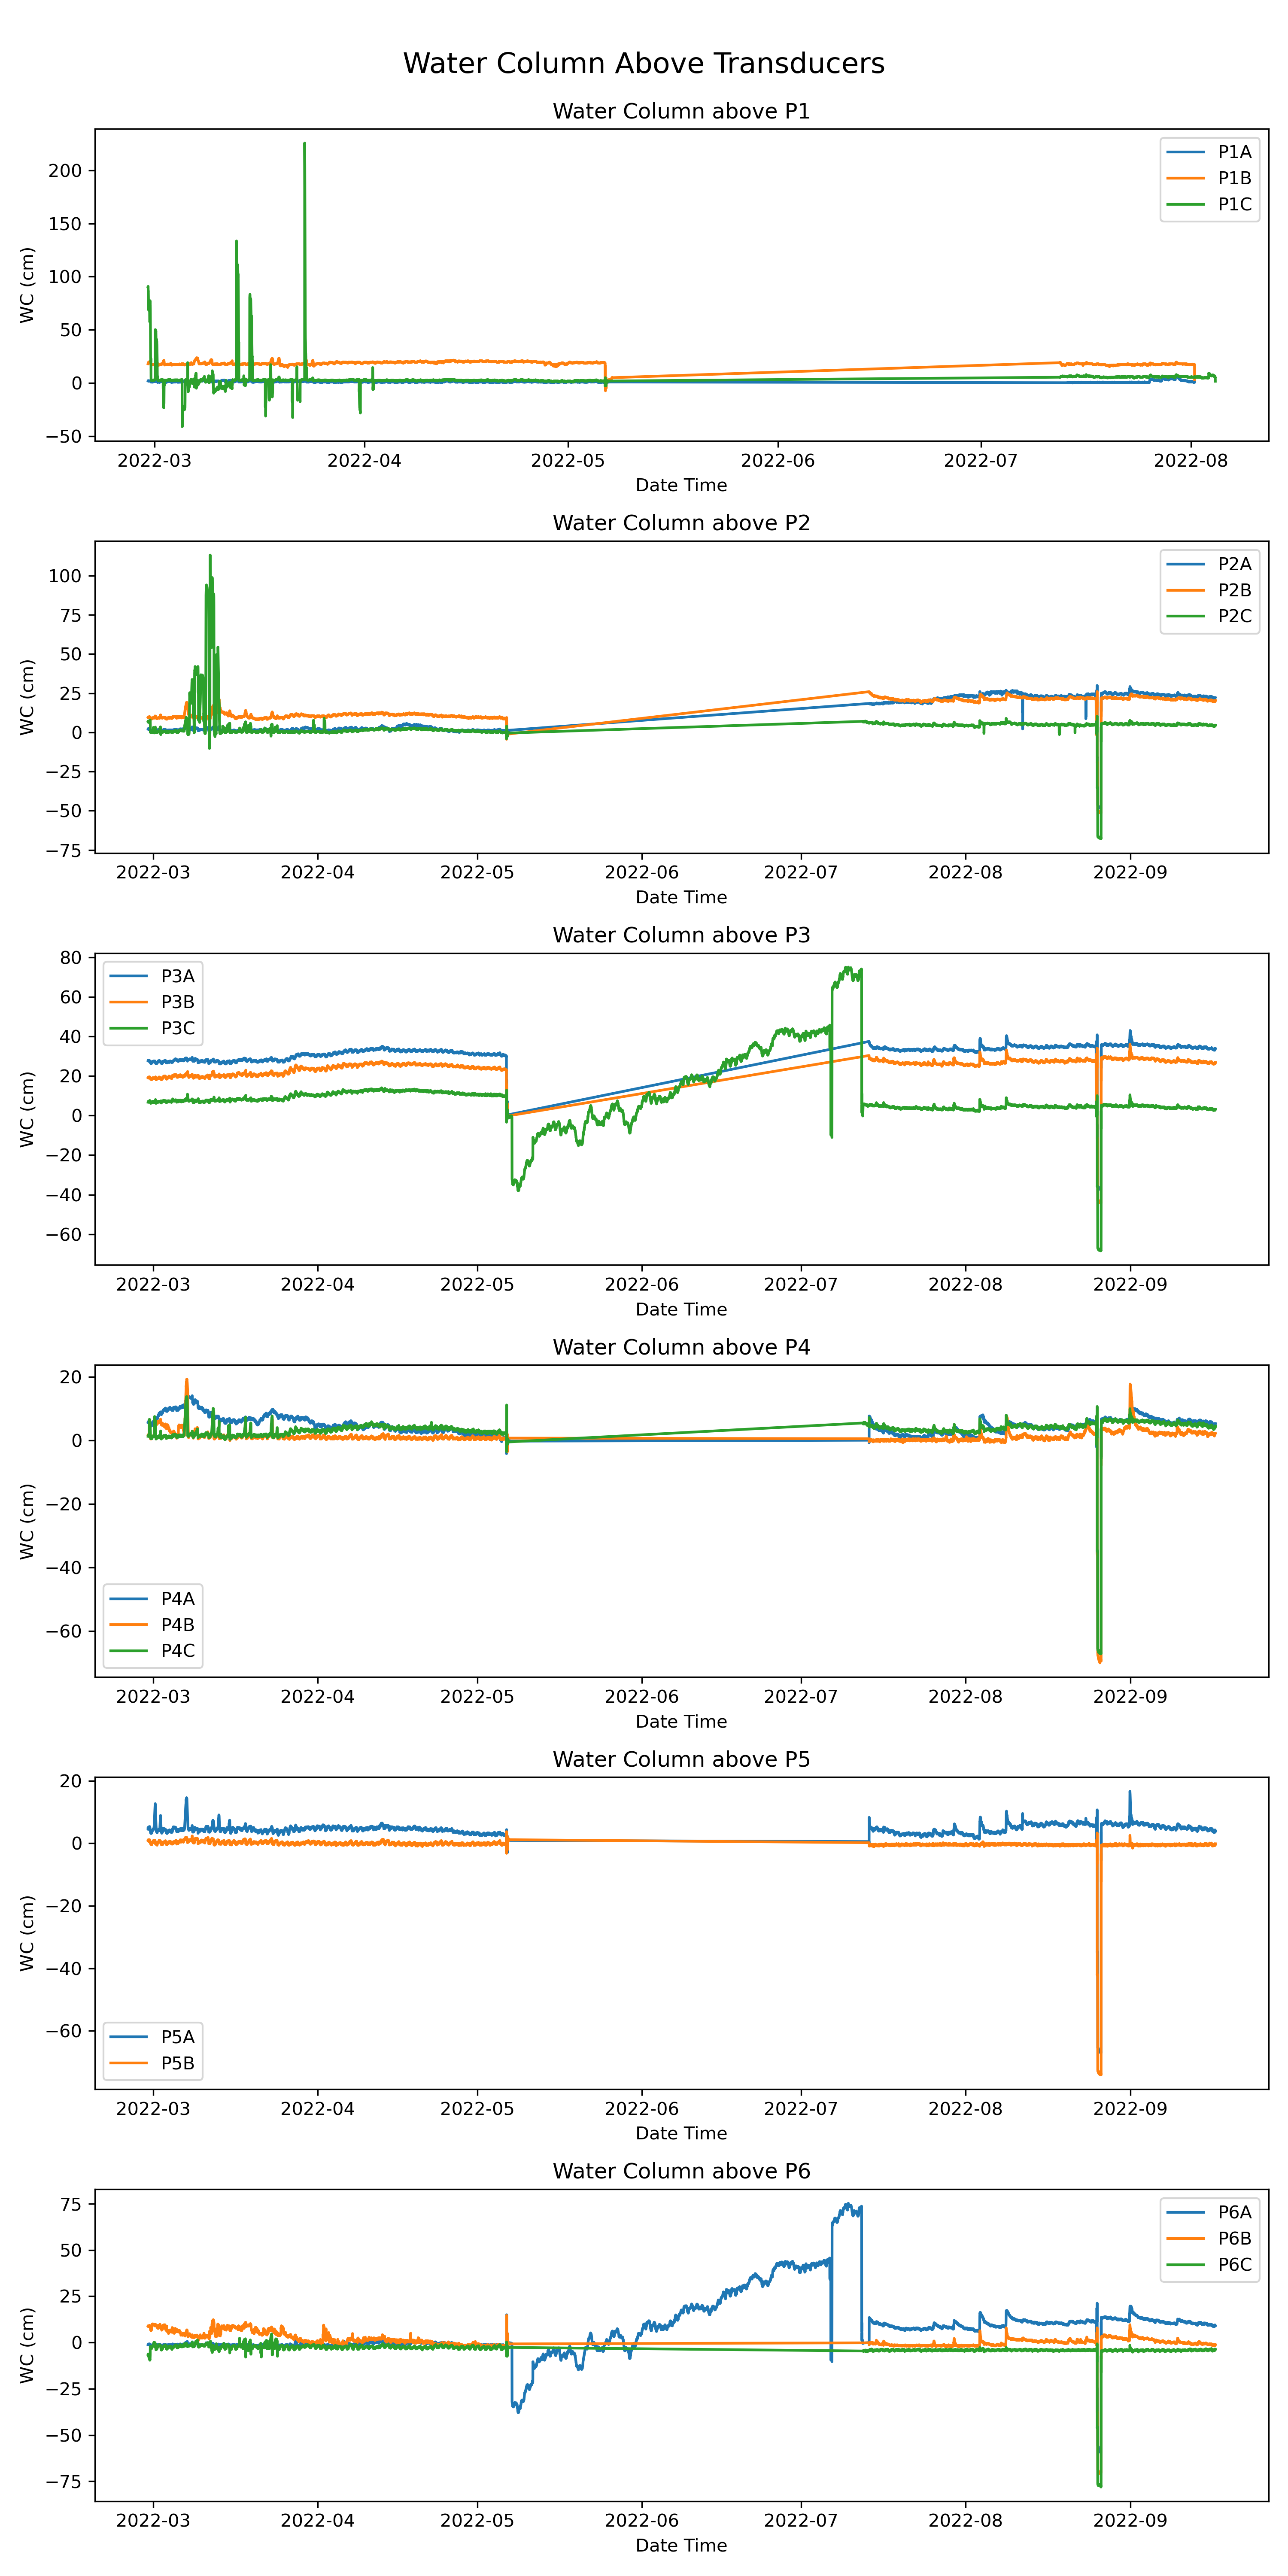 Water Column Above Transducers
Water Column above P1
WC (cm)
200
150
100
50
0
−50
P1A
P1B
P1C
2022-03 2022-04 2022-05 2022-06 2022-07 2022-08
Date Time
Water Column above P2
WC (cm)
100
75
50
25
0
−25
−50
−75
P2A
P2B
P2C
2022-03 2022-04 2022-05 2022-06 2022-07 2022-08 2022-09
Date Time
Water Column above P3
WC (cm)
80
60
40
20
0
−20
−40
−60
P3A
P3B
P3C
2022-03 2022-04 2022-05 2022-06 2022-07 2022-08 2022-09
Date Time
Water Column above P4
WC (cm)
20
0
−20
−40
−60
P4A
P4B
P4C
2022-03 2022-04 2022-05 2022-06 2022-07 2022-08 2022-09
Date Time
Water Column above P5
WC (cm)
20
0
−20
−40
−60
P5A
P5B
2022-03 2022-04 2022-05 2022-06 2022-07 2022-08 2022-09
Date Time
Water Column above P6
WC (cm)
75
50
25
0
−25
−50
−75
P6A
P6B
P6C
2022-03 2022-04 2022-05 2022-06 2022-07 2022-08 2022-09
Date Time